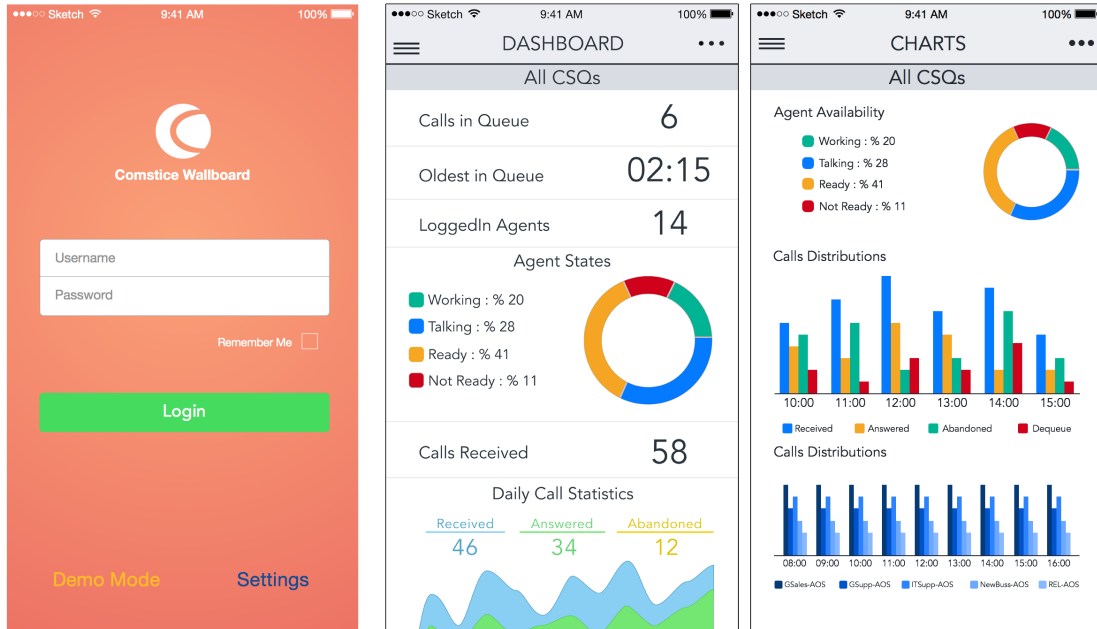 Sketch 9:41 AM 100%
Comstice Wallboard
Username
Password
Remember Me
Login
Demo Mode Settings
Sketch 9:41 AM 100%
DASHBOARD
All CSQs
Calls in Queue 6
Oldest in Queue 02:15
LoggedIn Agents 14
Agent States
Working : % 20
Talking : % 28
Ready : % 41
Not Ready : % 11
Calls Received 58
Daily Call Statistics
Received Answered Abandoned
46 34 12
Sketch 9:41 AM 100%
CHARTS
All CSQs
Agent Availability
Working : % 20
Talking : % 28
Ready : % 41
Not Ready : % 11
Calls Distributions
10:00 11:00 12:00 13:00 14:00 15:00
Received Answered Abandoned Dequeue
Calls Distributions
08:00 09:00 10:00 11:00 12:00 13:00 14:00 15:00 16:00
GSales-AOS GSupp-AOS ITSupp-AOS NewBuss-AOS REL-AOS